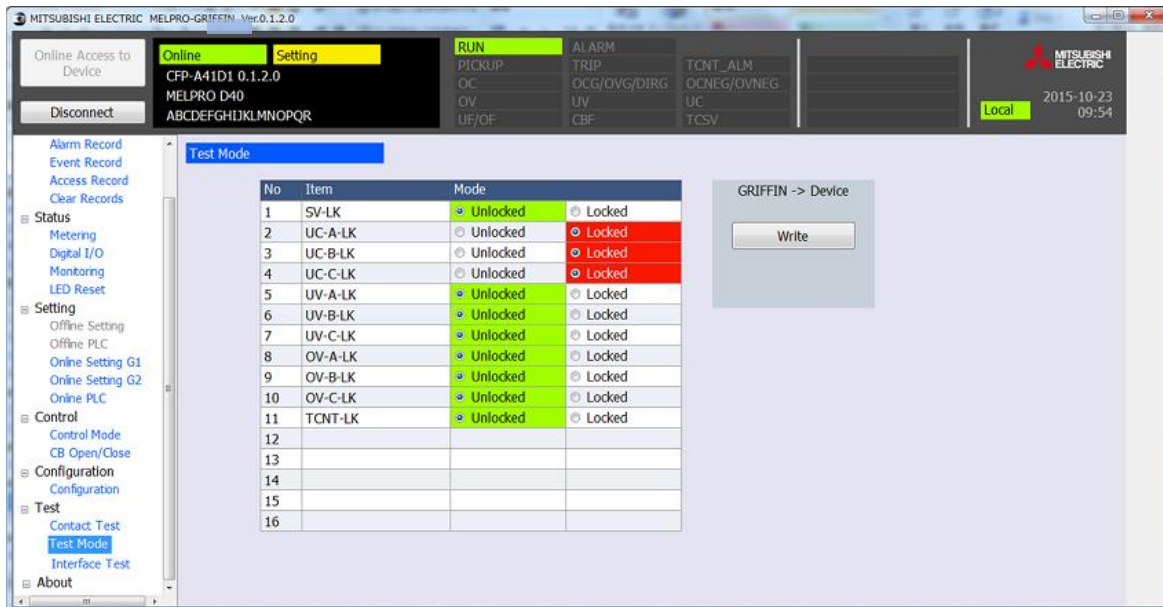 MITSUBISHI ELECTRIC MELPRO-GRIFFIN Ver.0.1.2.0
Online Access to
Device
Disconnect
Online Setting
CFP-A41D1 0.1.2.0
MELPRO D40
ABCDEFGHIJKLMNOPQR
RUN ALARM
PICKUP TRIP TCNT_ALM
OC OCG/OVG/DIRG OCNEG/OVNEG
OV UV UC
UF/OF CBF TCSV
MITSUBISHI
ELECTRIC
2015-10-23
Local 09:54
Alarm Record
Event Record
Access Record
Clear Records
Status
Metering
Digital I/O
Monitoring
LED Reset
Setting
Offline Setting
Offline PLC
Online Setting G1
Online Setting G2
Online PLC
Control
Control Mode
CB Open/Close
Configuration
Configuration
Test
Contact Test
Test Mode
Interface Test
About
Test Mode
No Item Mode
1 SV-LK Unlocked Locked
2 UC-A-LK Unlocked Locked
3 UC-B-LK Unlocked Locked
4 UC-C-LK Unlocked Locked
5 UV-A-LK Unlocked Locked
6 UV-B-LK Unlocked Locked
7 UV-C-LK Unlocked Locked
8 OV-A-LK Unlocked Locked
9 OV-B-LK Unlocked Locked
10 OV-C-LK Unlocked Locked
11 TCNT-LK Unlocked Locked
12
13
14
15
16
GRIFFIN -> Device
Write